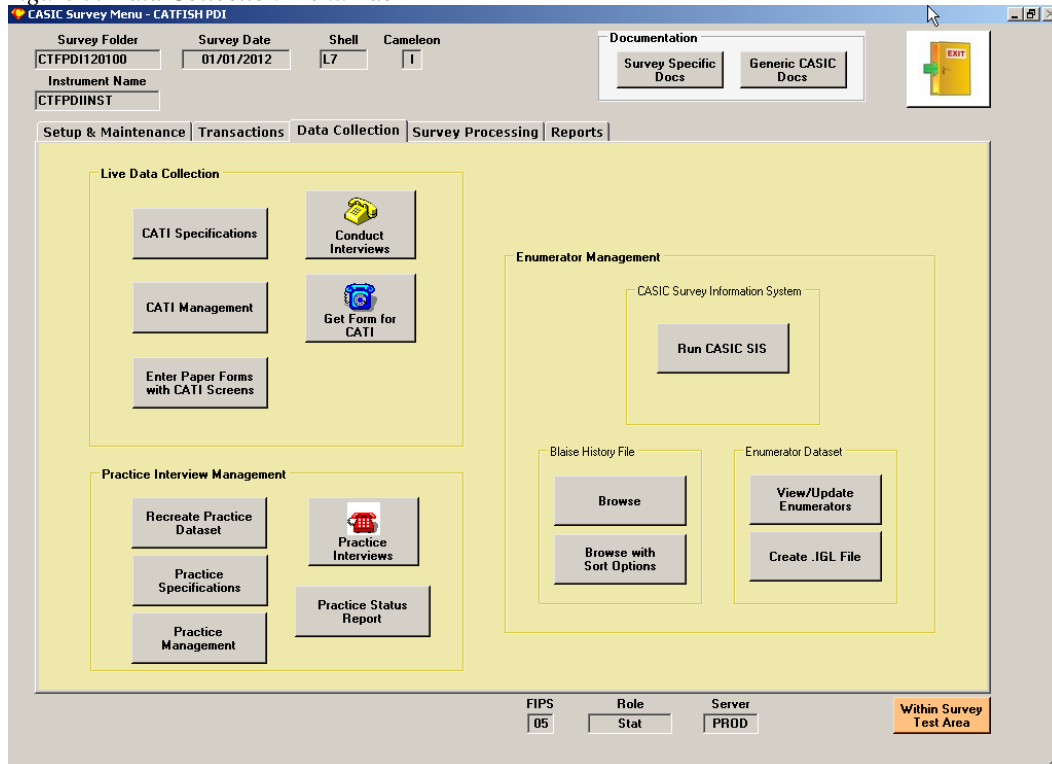 CASIC Survey Menu - CATFISH PDI
Survey Folder
Survey Date
Shell
Cameleon
CTFPDI120100
01/01/2012
L7
I
Instrument Name
CTFPDIINST
Documentation
Survey Specific
Docs
Generic CASIC
Docs
EXIT
Setup & Maintenance
Transactions
Data Collection
Survey Processing
Reports
Live Data Collection
CATI Specifications
Conduct
Interviews
CATI Management
Get Form for
CATI
Enter Paper Forms
with CATI Screens
Practice Interview Management
Recreate Practice
Dataset
Practice
Interviews
Practice
Specifications
Practice Status
Report
Practice
Management
Enumerator Management
CASIC Survey Information System
Run CASIC SIS
Blaise History File
Browse
Browse with
Sort Options
Enumerator Dataset
View/Update
Enumerators
Create .IGL File
FIPS
Role
Server
05
Stat
PROD
Within Survey
Test Area